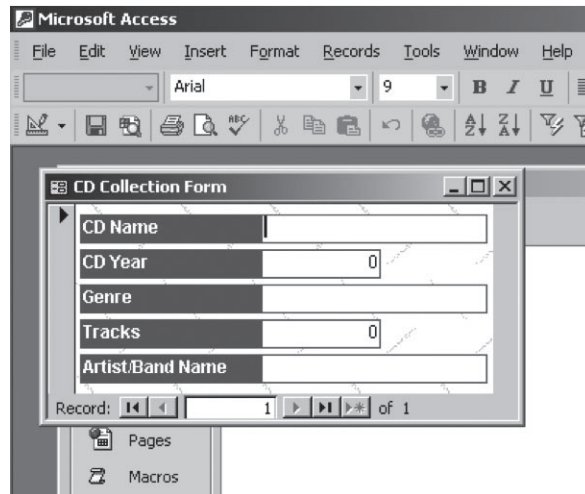 Microsoft Access
File Edit View Insert Format Records Tools Window Help
Arial 9 B I U
ABC A Z Z A
CD Collection Form
CD Name
CD Year 0
Genre
Tracks 0
Artist/Band Name
Record: 1 of 1
Pages
Macros